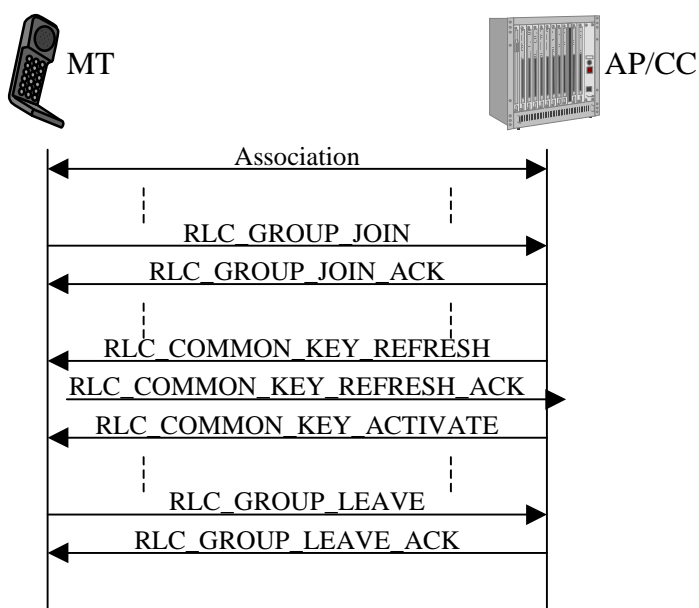 MT
AP/CC
Association
RLC_GROUP_JOIN
RLC_GROUP_JOIN_ACK
RLC_COMMON_KEY_REFRESH
RLC_COMMON_KEY_REFRESH_ACK
RLC_COMMON_KEY_ACTIVATE
RLC_GROUP_LEAVE
RLC_GROUP_LEAVE_ACK